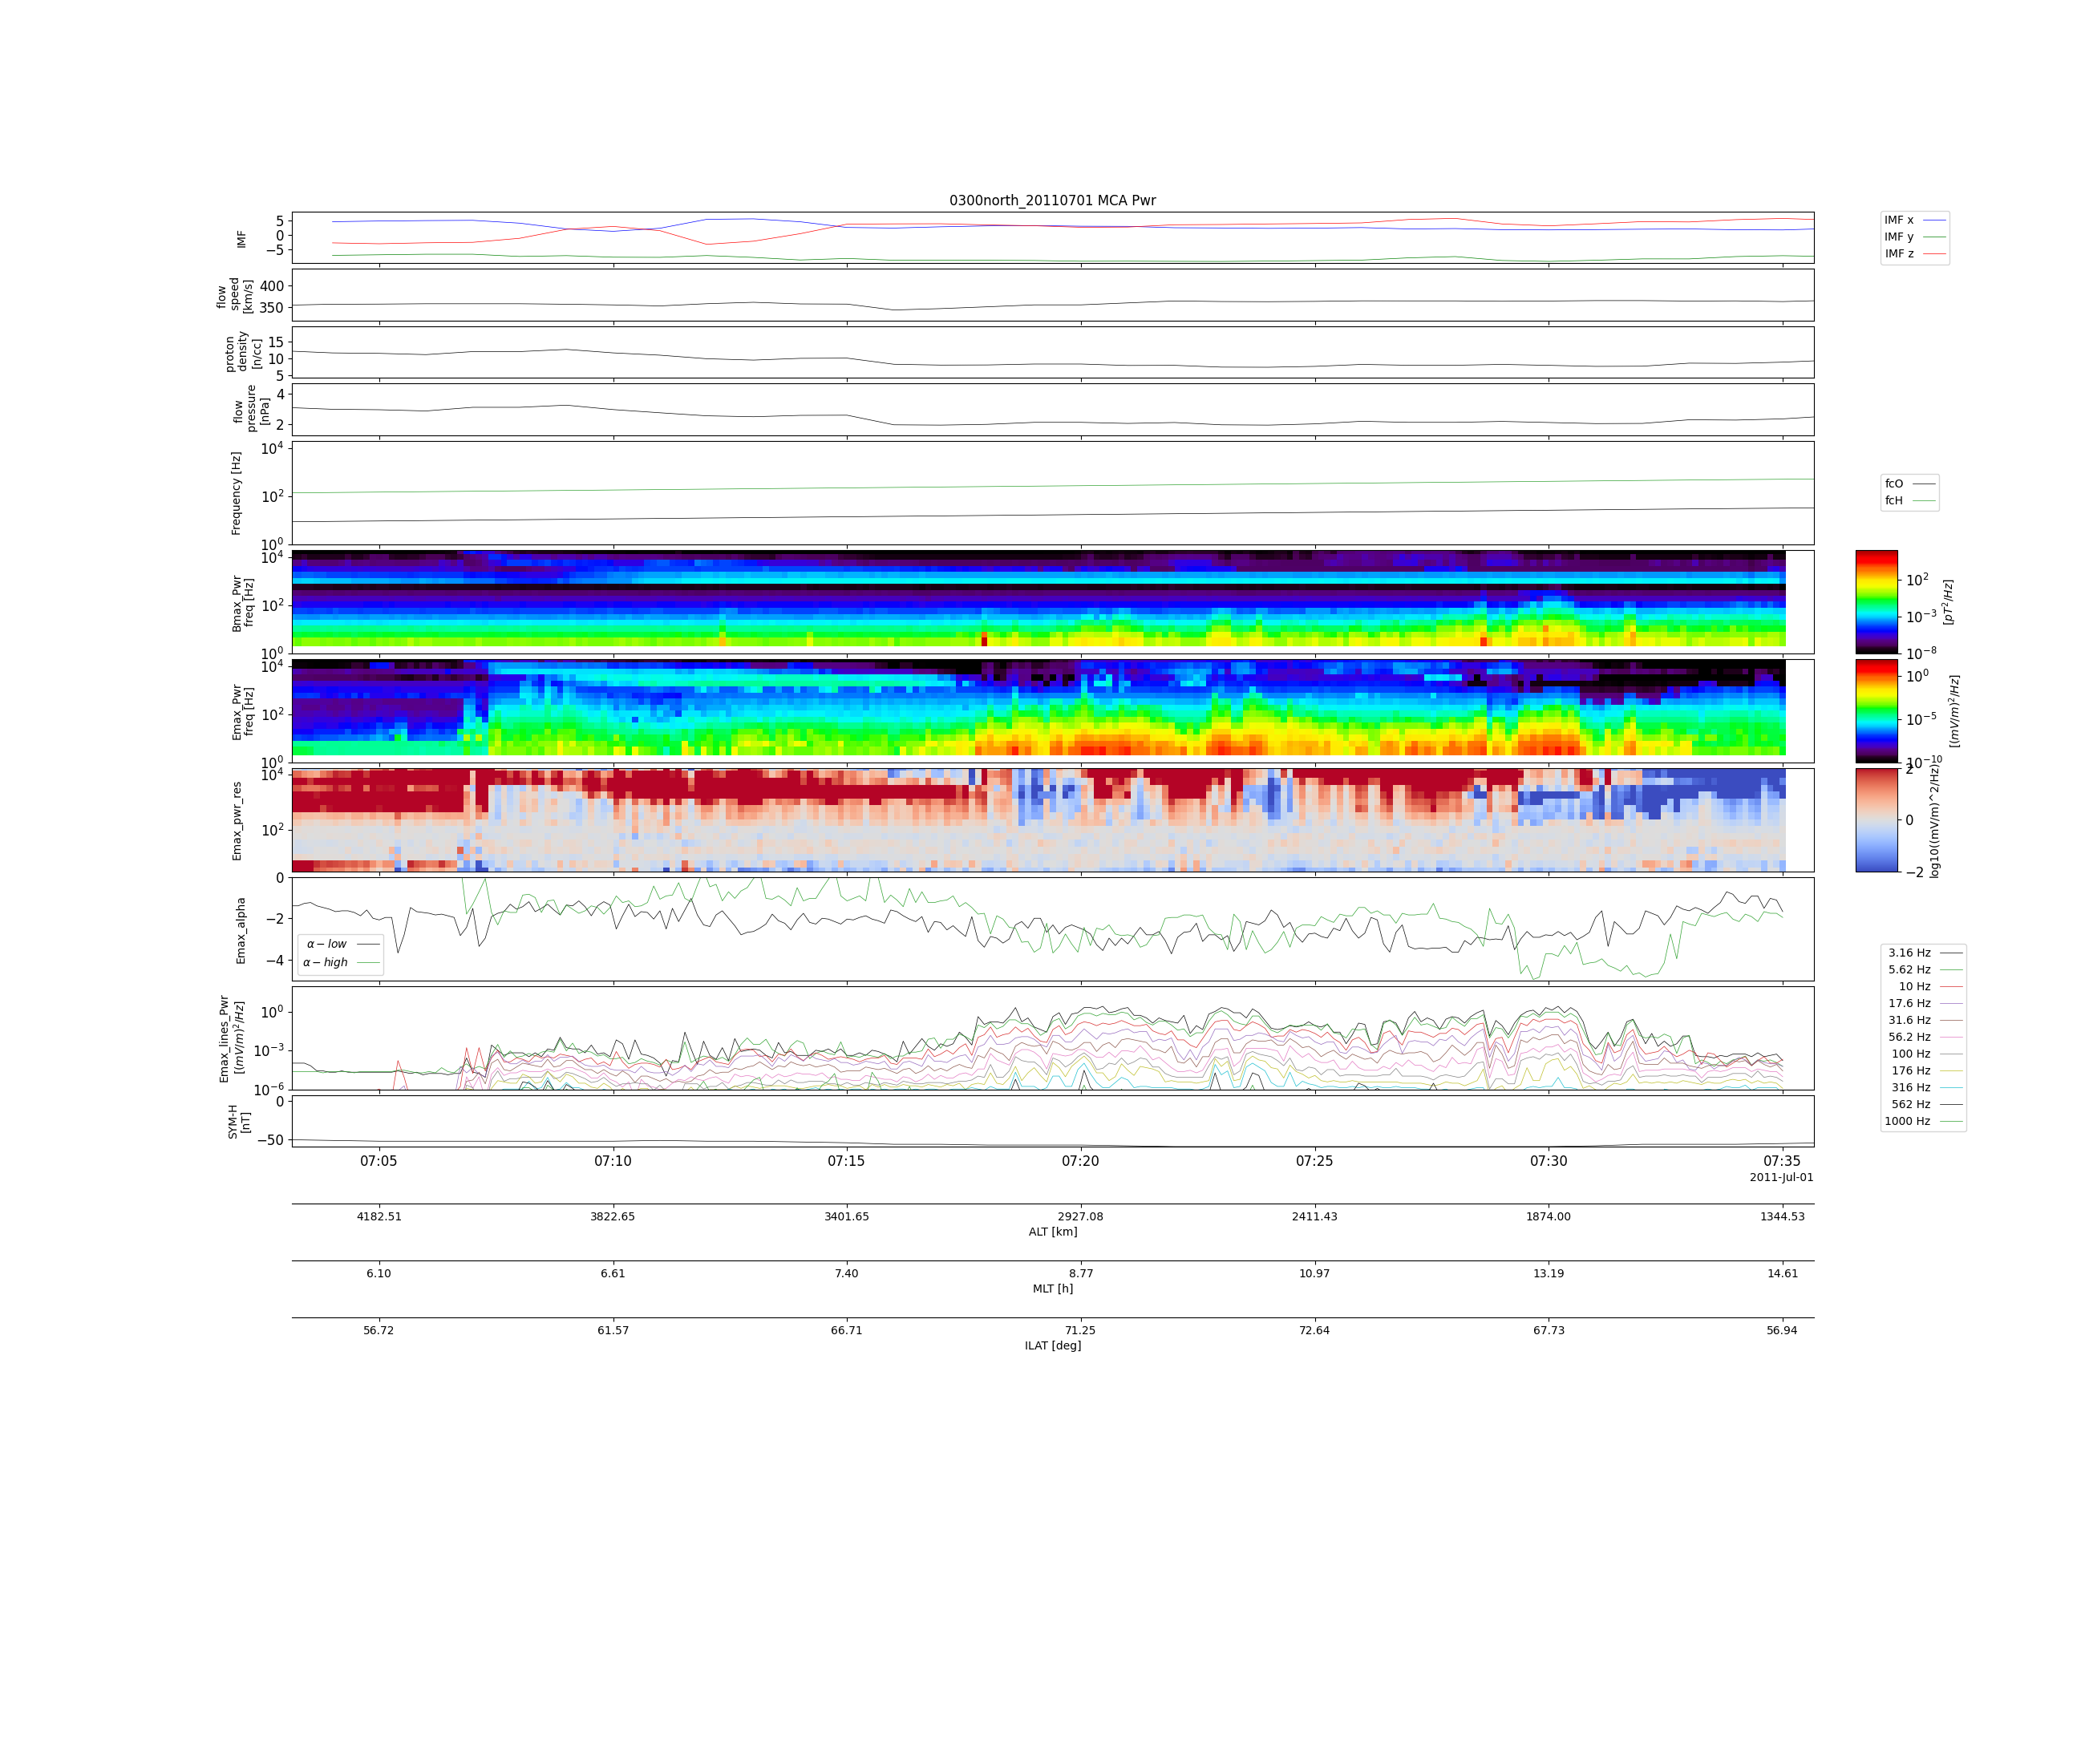 0300north_20110701 MCA Pwr
IMF
5
0
−5
IMF x
IMF y
IMF z
flow
speed
[km/s]
400
350
proton
density
[n/cc]
15
10
5
flow
pressure
[nPa]
4
2
Frequency [Hz]
10^4
10^2
10^0
fcO
fcH
Bmax_Pwr
freq [Hz]
10^4
10^2
10^0
10^2
10^−3
10^−8
[pT^2/Hz]
Emax_Pwr
freq [Hz]
10^4
10^2
10^0
10^0
10^−5
10^−10
[(mV/m)^2/Hz]
Emax_pwr_res
10^4
10^2
2
0
−2
log10((mV/m)^2/Hz)
Emax_alpha
0
−2
−4
α − low
α − high
Emax_lines_Pwr
[(mV/m)^2/Hz]
10^0
10^−3
10^−6
3.16 Hz
5.62 Hz
10 Hz
17.6 Hz
31.6 Hz
56.2 Hz
100 Hz
176 Hz
316 Hz
562 Hz
1000 Hz
SYM-H
[nT]
0
−50
07:05 07:10 07:15 07:20 07:25 07:30 07:35
2011-Jul-01
4182.51 3822.65 3401.65 2927.08 2411.43 1874.00 1344.53
ALT [km]
6.10 6.61 7.40 8.77 10.97 13.19 14.61
MLT [h]
56.72 61.57 66.71 71.25 72.64 67.73 56.94
ILAT [deg]